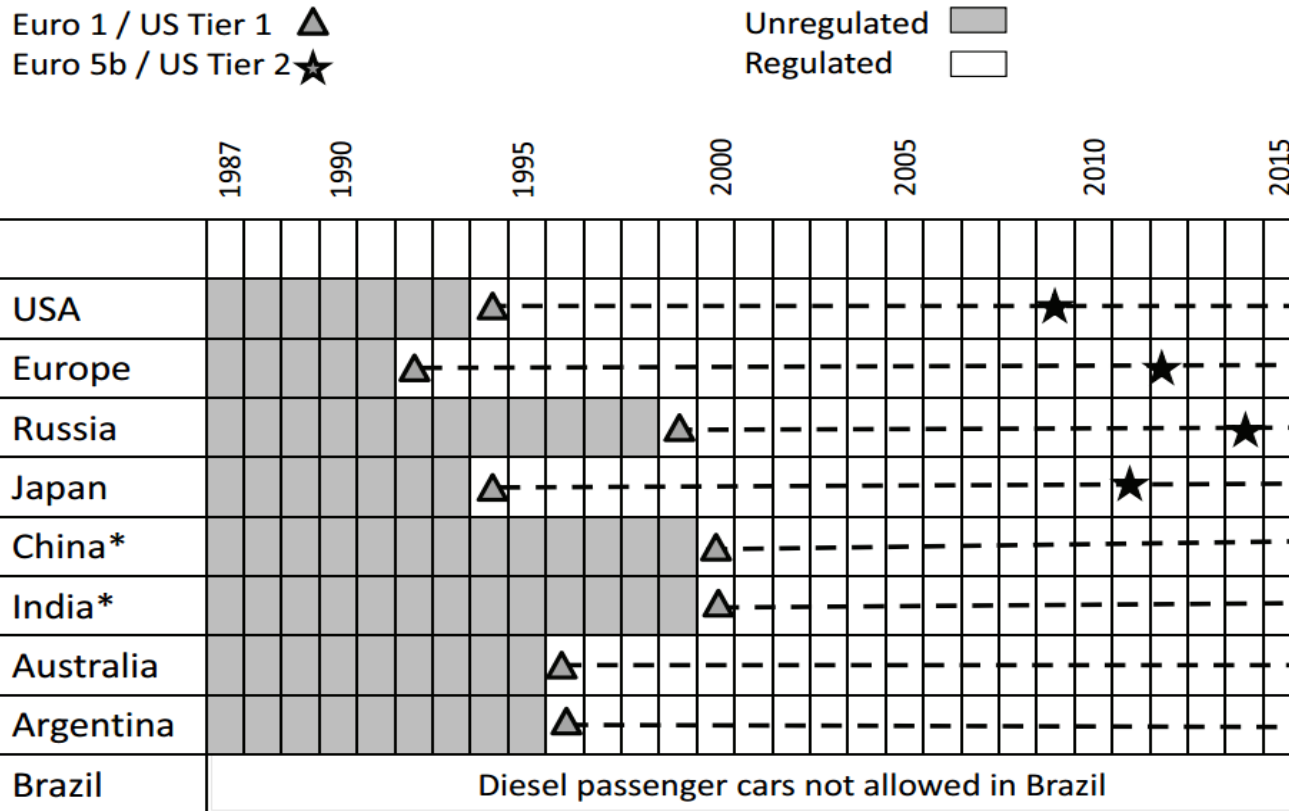 Euro 1 / US Tier 1
Euro 5b / US Tier 2
Unregulated
Regulated
1987 1990 1995 2000 2005 2010 2015
USA
Europe
Russia
Japan
China*
India*
Australia
Argentina
Brazil Diesel passenger cars not allowed in Brazil